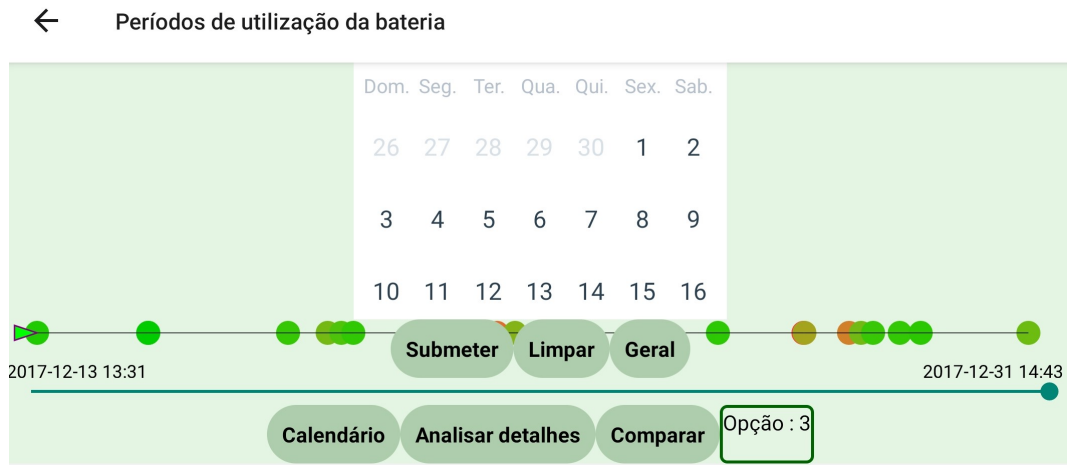 Períodos de utilização da bateria
Dom. Seg. Ter. Qua. Qui. Sex. Sab.
26 27 28 29 30 1 2
3 4 5 6 7 8 9
10 11 12 13 14 15 16
Submeter Limpar Geral
2017-12-13 13:31 2017-12-31 14:43
Calendário Analisar detalhes Comparar Opção : 3